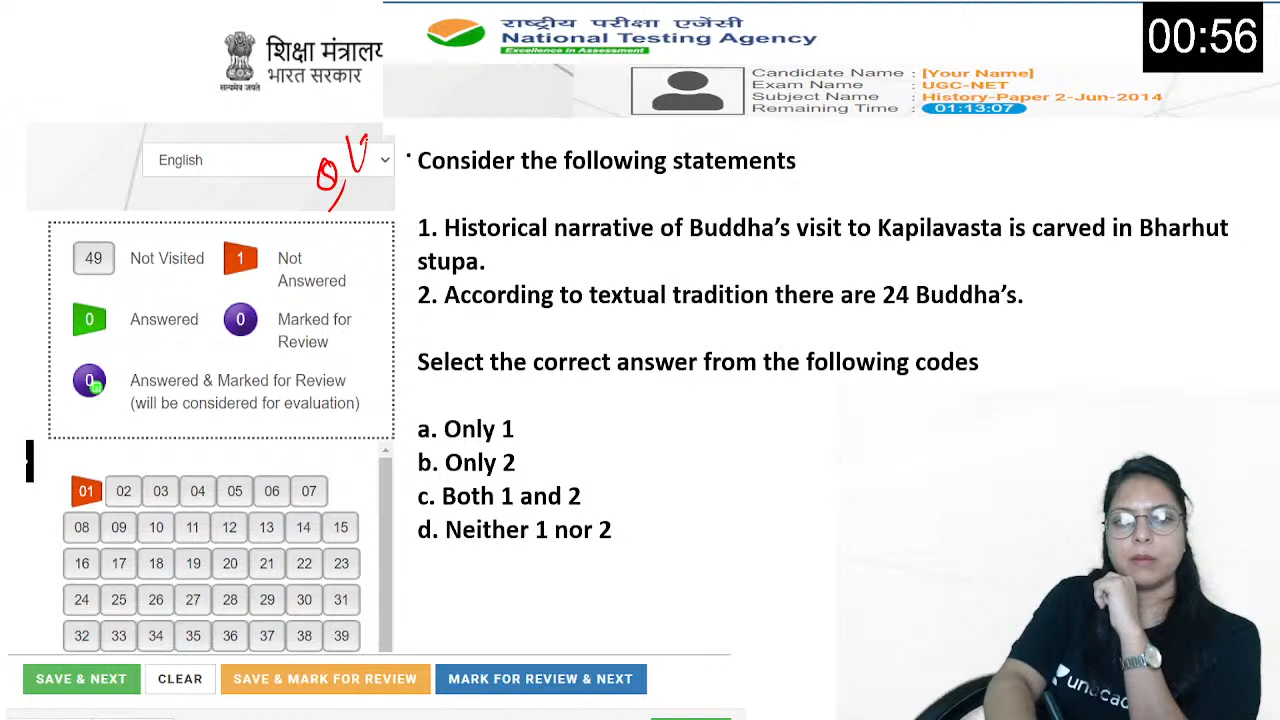 शिक्षा मंत्रालय
भारत सरकार
सत्यमेव जयते
राष्ट्रीय परीक्षा एजेंसी
National Testing Agency
Excellence in Assessment
00:56
Candidate Name : [Your Name]
Exam Name : UGC-NET
Subject Name : History-Paper 2-Jun-2014
Remaining Time : 01:13:07
English
Consider the following statements
1. Historical narrative of Buddha’s visit to Kapilavasta is carved in Bharhut
stupa.
2. According to textual tradition there are 24 Buddha’s.
Select the correct answer from the following codes
a. Only 1
b. Only 2
c. Both 1 and 2
d. Neither 1 nor 2
49 Not Visited 1 Not
Answered
0 Answered 0 Marked for
Review
0 Answered & Marked for Review
(will be considered for evaluation)
01 02 03 04 05 06 07
08 09 10 11 12 13 14 15
16 17 18 19 20 21 22 23
24 25 26 27 28 29 30 31
32 33 34 35 36 37 38 39
SAVE & NEXT CLEAR SAVE & MARK FOR REVIEW MARK FOR REVIEW & NEXT